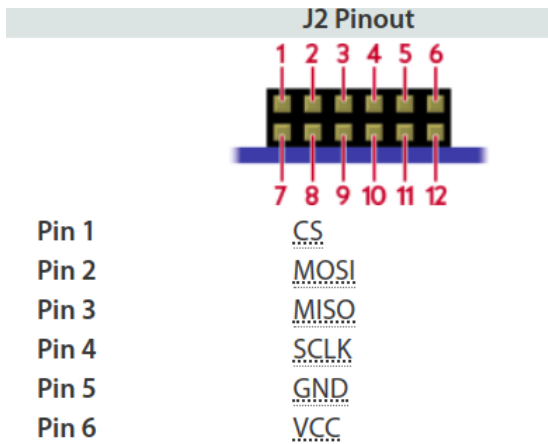 J2 Pinout
1 2 3 4 5 6
7 8 9 10 11 12
Pin 1 CS
Pin 2 MOSI
Pin 3 MISO
Pin 4 SCLK
Pin 5 GND
Pin 6 VCC